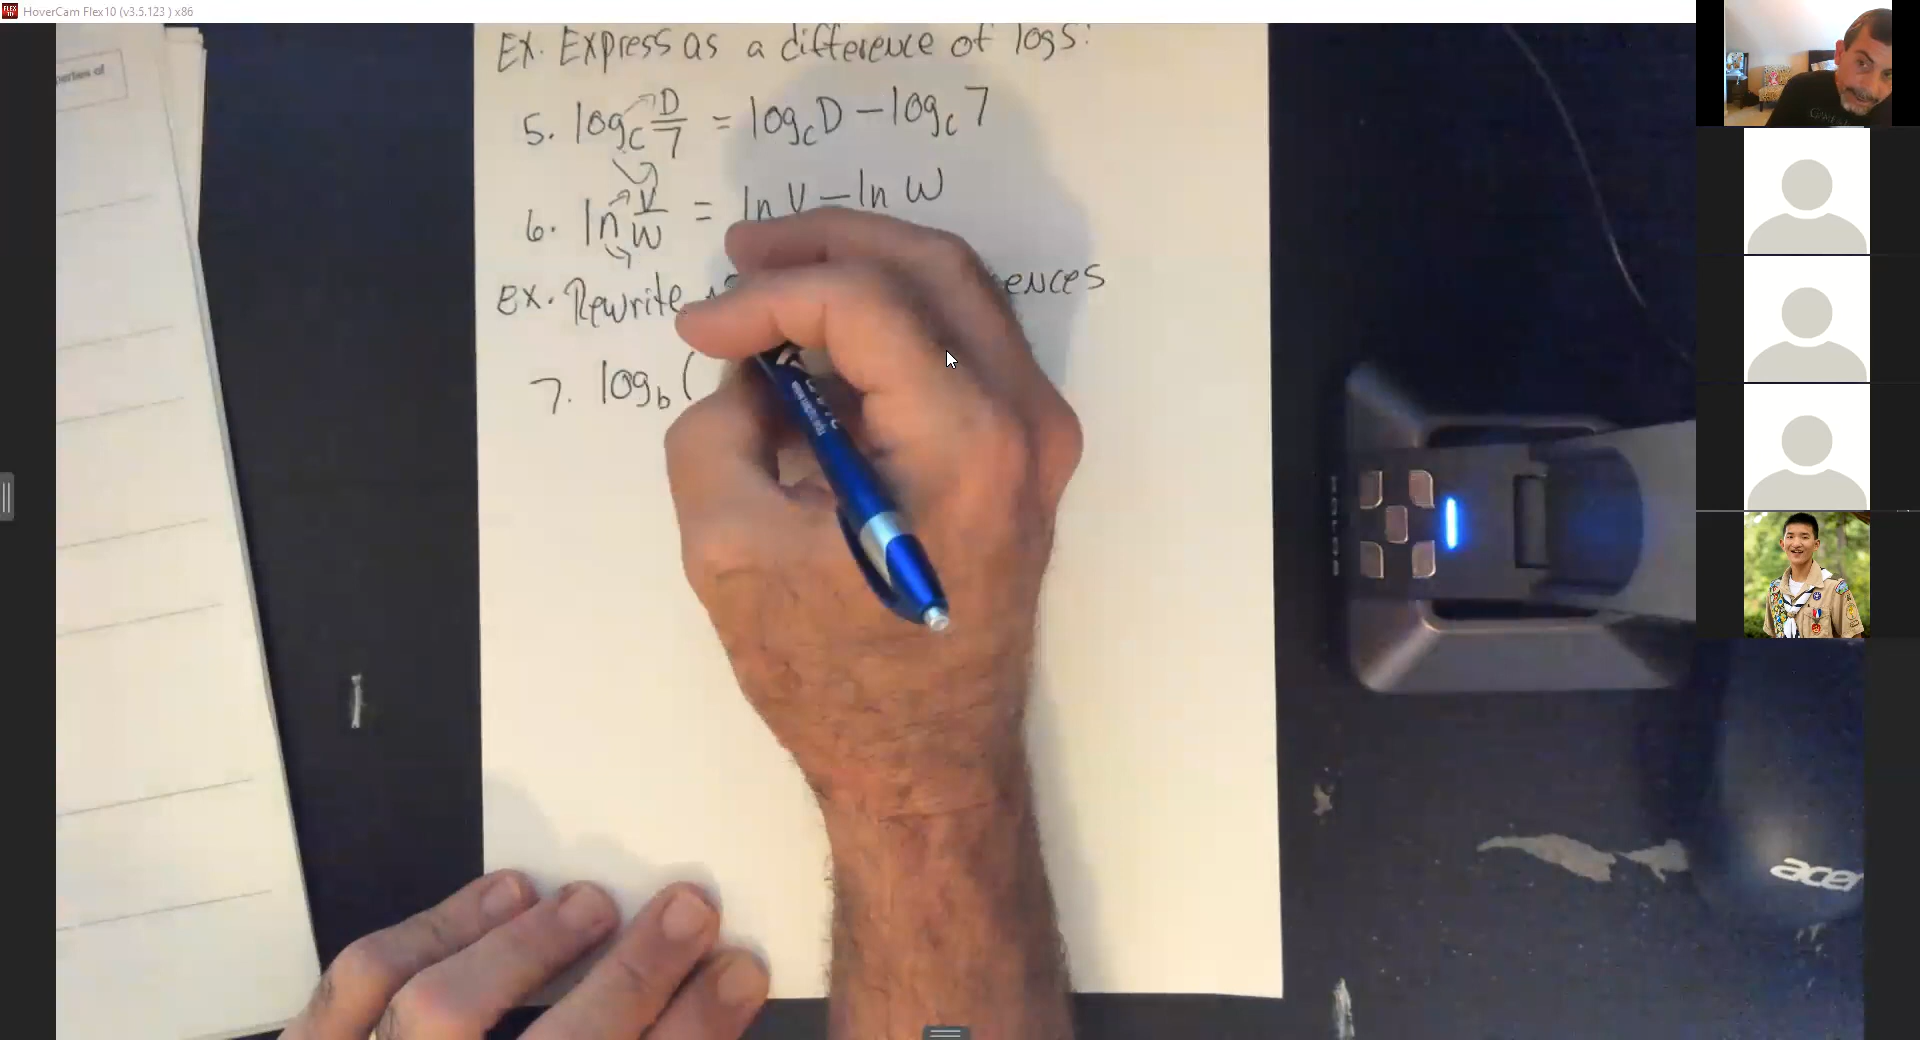 HoverCam Flex10 (v3.5.123 ) x86
Ex. Express as a difference of logs:
5. log_c D/7 = log_c D - log_c 7
6. ln V/W = ln V - ln W
Ex. Rewrite ences
7. log_b (
acer